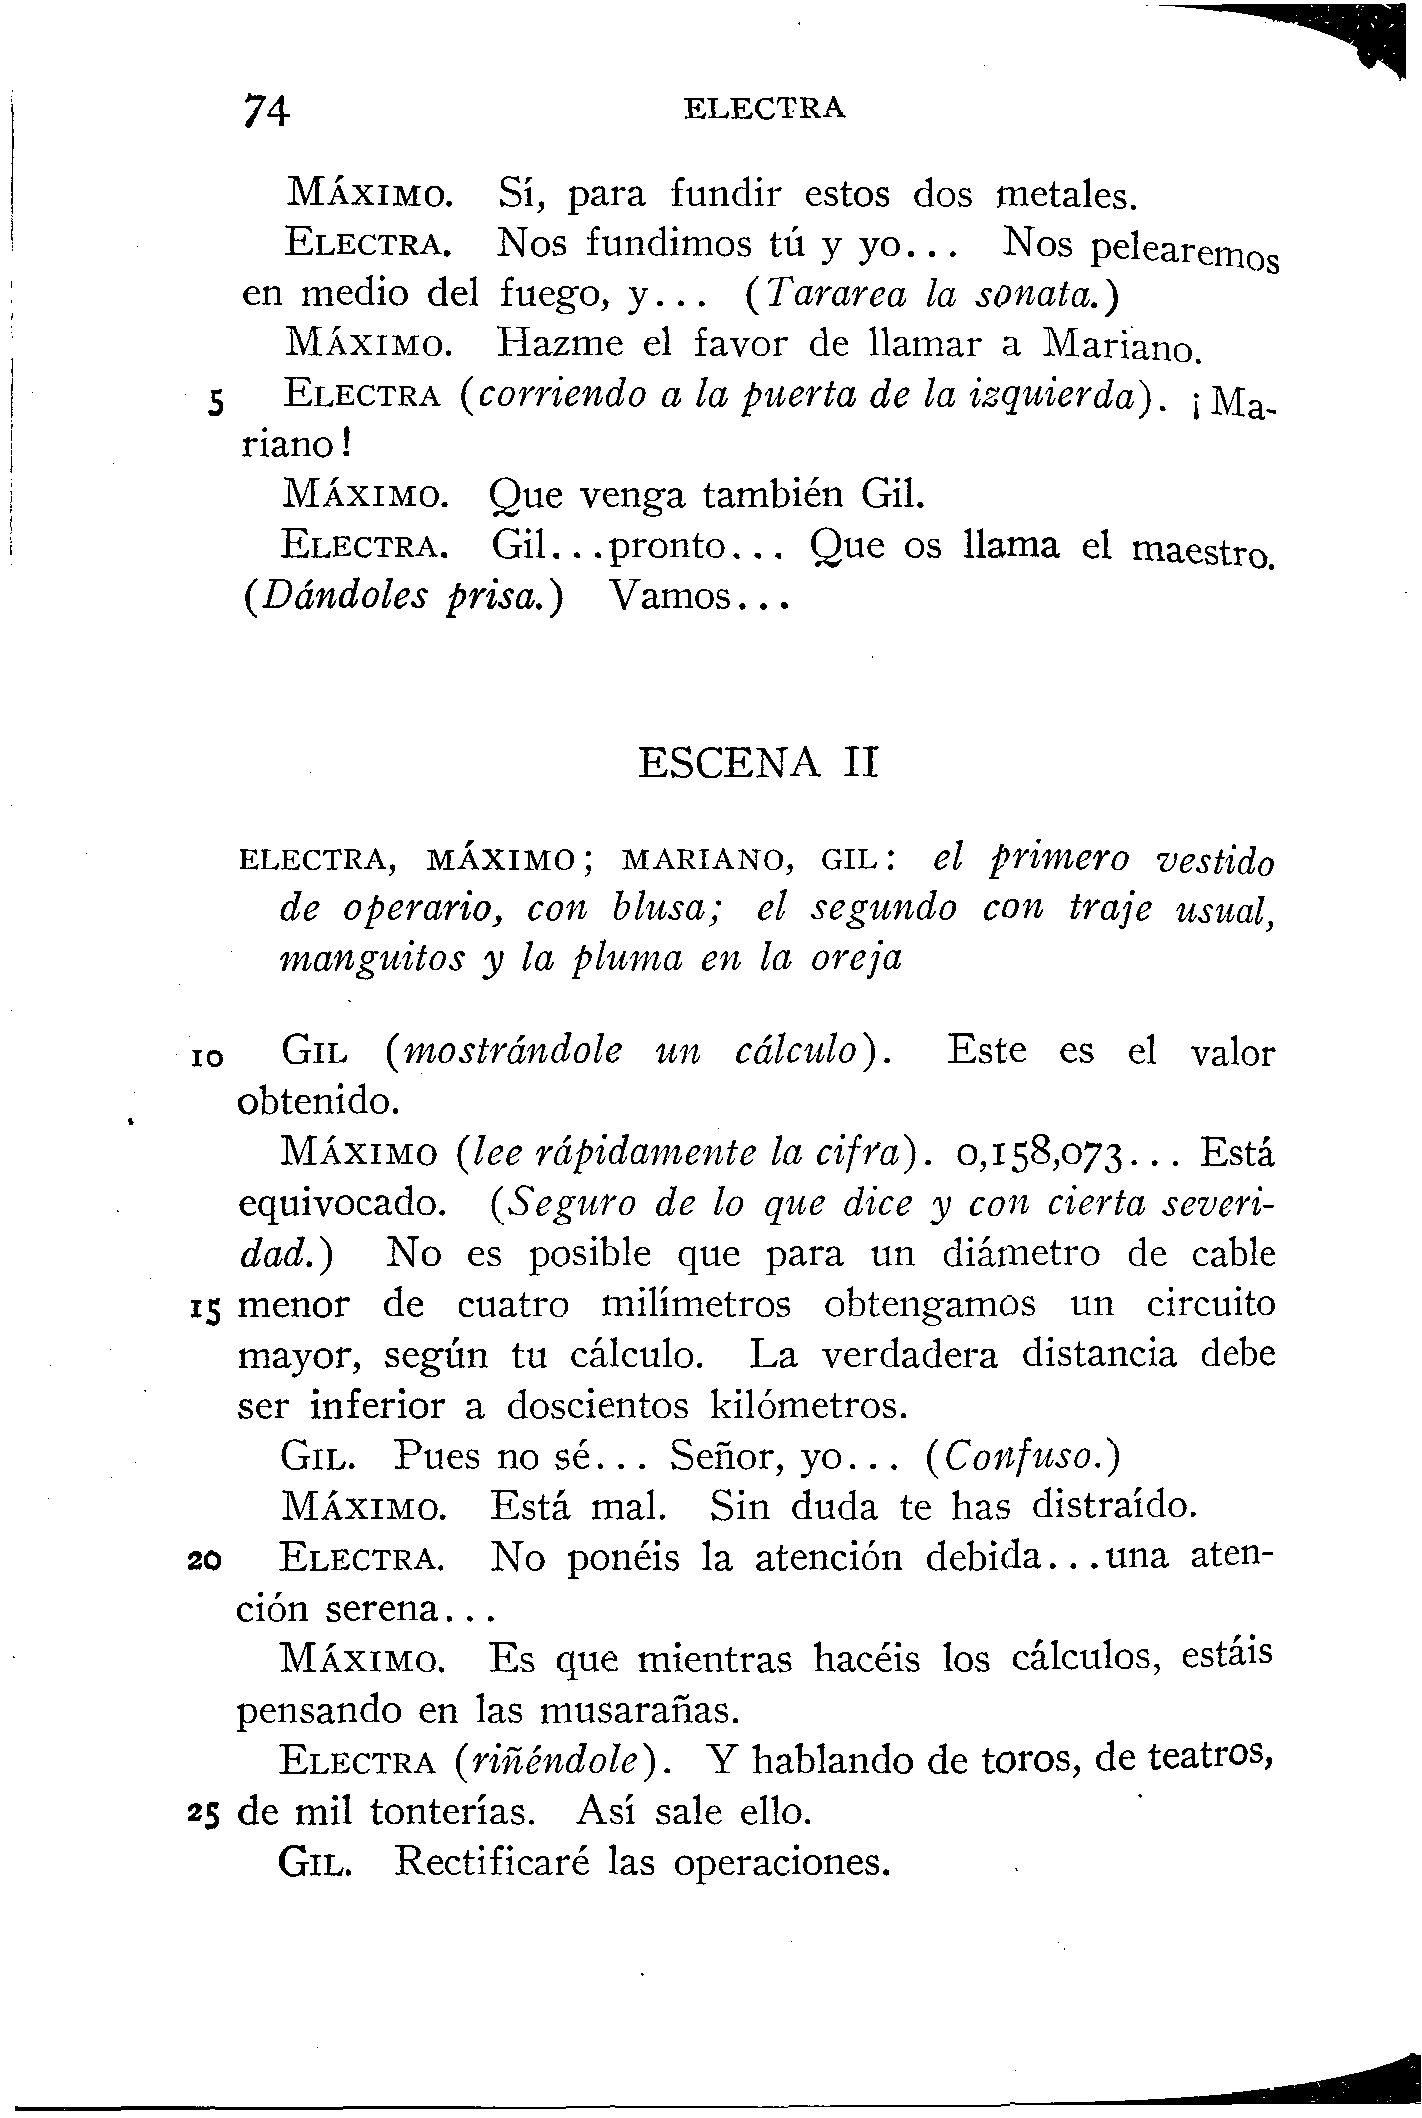 74 ELECTRA
MÁXIMO. Sí, para fundir estos dos metales.
ELECTRA. Nos fundimos tú y yo... Nos pelearemos
en medio del fuego, y... (Tararea la sonata.)
MÁXIMO. Hazme el favor de llamar a Mariano.
5 ELECTRA (corriendo a la puerta de la izquierda). ¡Ma-
riano!
MÁXIMO. Que venga también Gil.
ELECTRA. Gil...pronto... Que os llama el maestro.
(Dándoles prisa.) Vamos...
ESCENA II
ELECTRA, MÁXIMO; MARIANO, GIL: el primero vestido
de operario, con blusa; el segundo con traje usual,
manguitos y la pluma en la oreja
10 GIL (mostrándole un cálculo). Este es el valor
obtenido.
MÁXIMO (lee rápidamente la cifra). 0,158,073... Está
equivocado. (Seguro de lo que dice y con cierta severi-
dad.) No es posible que para un diámetro de cable
15 menor de cuatro milímetros obtengamos un circuito
mayor, según tu cálculo. La verdadera distancia debe
ser inferior a doscientos kilómetros.
GIL. Pues no sé... Señor, yo... (Confuso.)
MÁXIMO. Está mal. Sin duda te has distraído.
20 ELECTRA. No ponéis la atención debida...una aten-
ción serena...
MÁXIMO. Es que mientras hacéis los cálculos, estáis
pensando en las musarañas.
ELECTRA (riñéndole). Y hablando de toros, de teatros,
25 de mil tonterías. Así sale ello.
GIL. Rectificaré las operaciones.